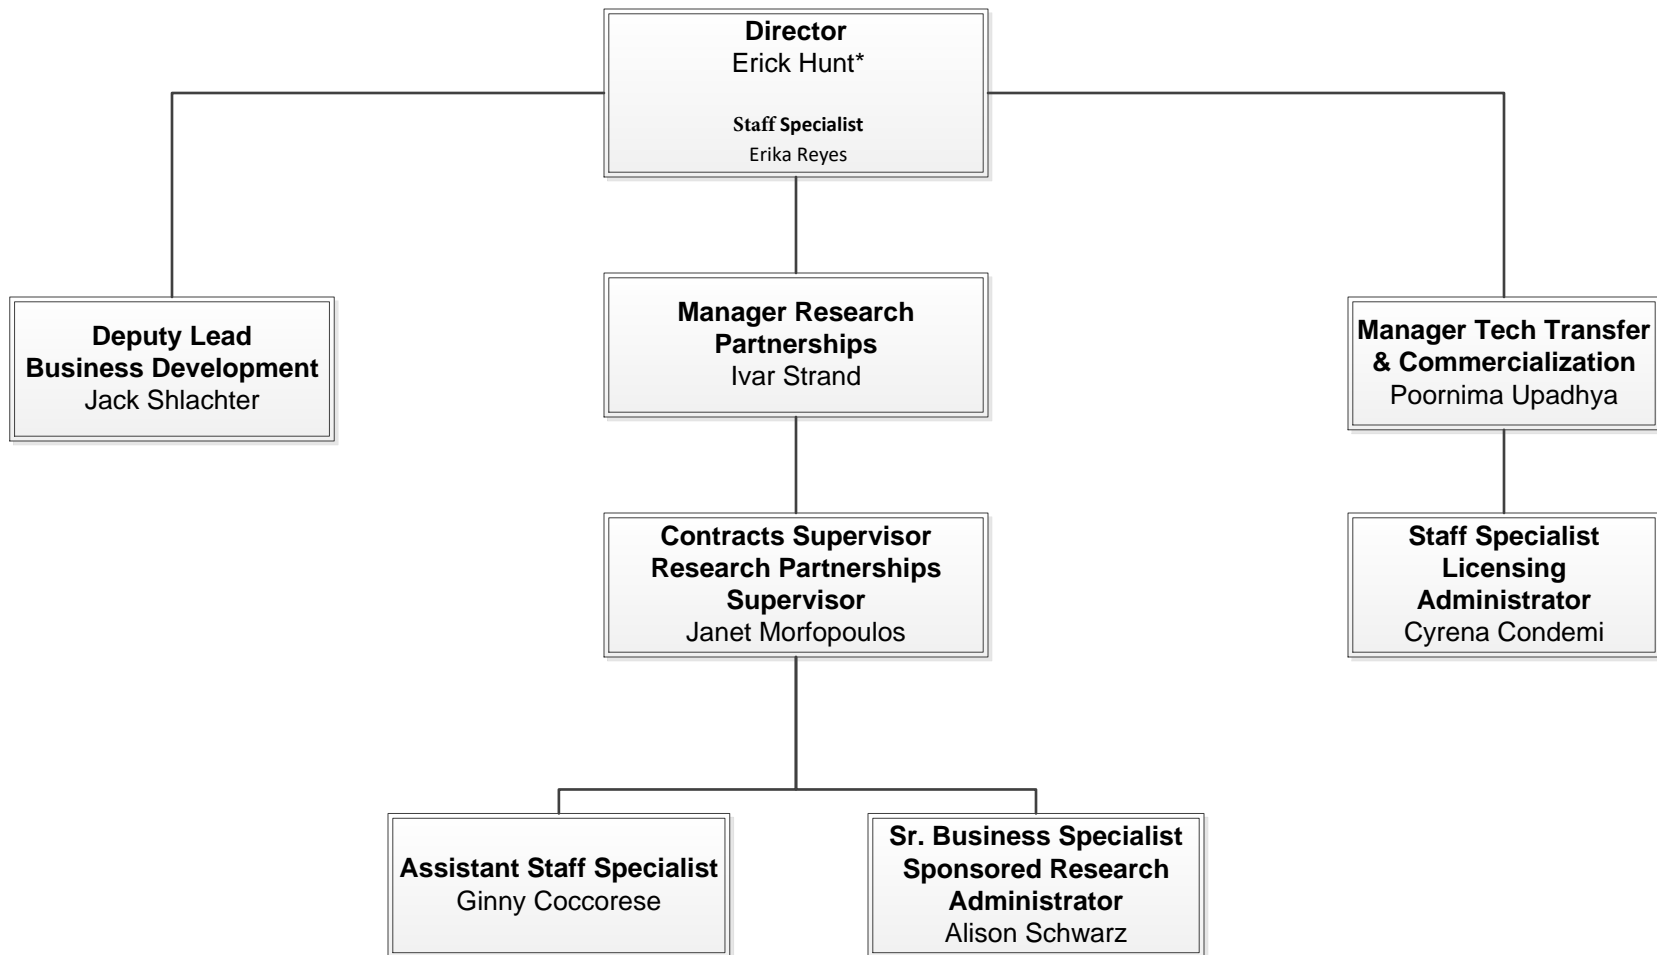 Director
Erick Hunt*
Staff Specialist
Erika Reyes
Deputy Lead
Business Development
Jack Shlachter
Manager Research
Partnerships
Ivar Strand
Manager Tech Transfer
& Commercialization
Poornima Upadhya
Contracts Supervisor
Research Partnerships
Supervisor
Janet Morfopoulos
Staff Specialist
Licensing
Administrator
Cyrena Condemi
Assistant Staff Specialist
Ginny Coccorese
Sr. Business Specialist
Sponsored Research
Administrator
Alison Schwarz